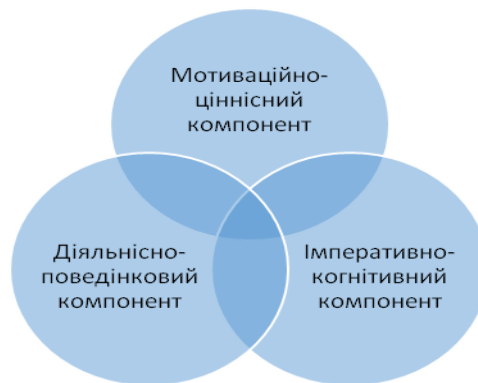 Мотиваційно-
ціннісний
компонент
Діяльнісно-
поведінковий
компонент
Імперативно-
когнітивний
компонент